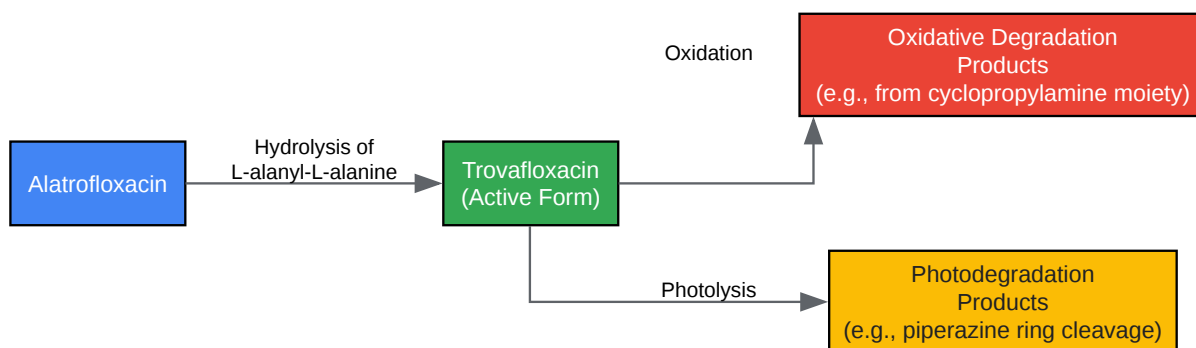 Alatrofloxacin
Hydrolysis of
L-alanyl-L-alanine
Trovafloxacin
(Active Form)
Oxidation
Oxidative Degradation
Products
(e.g., from cyclopropylamine moiety)
Photolysis
Photodegradation
Products
(e.g., piperazine ring cleavage)